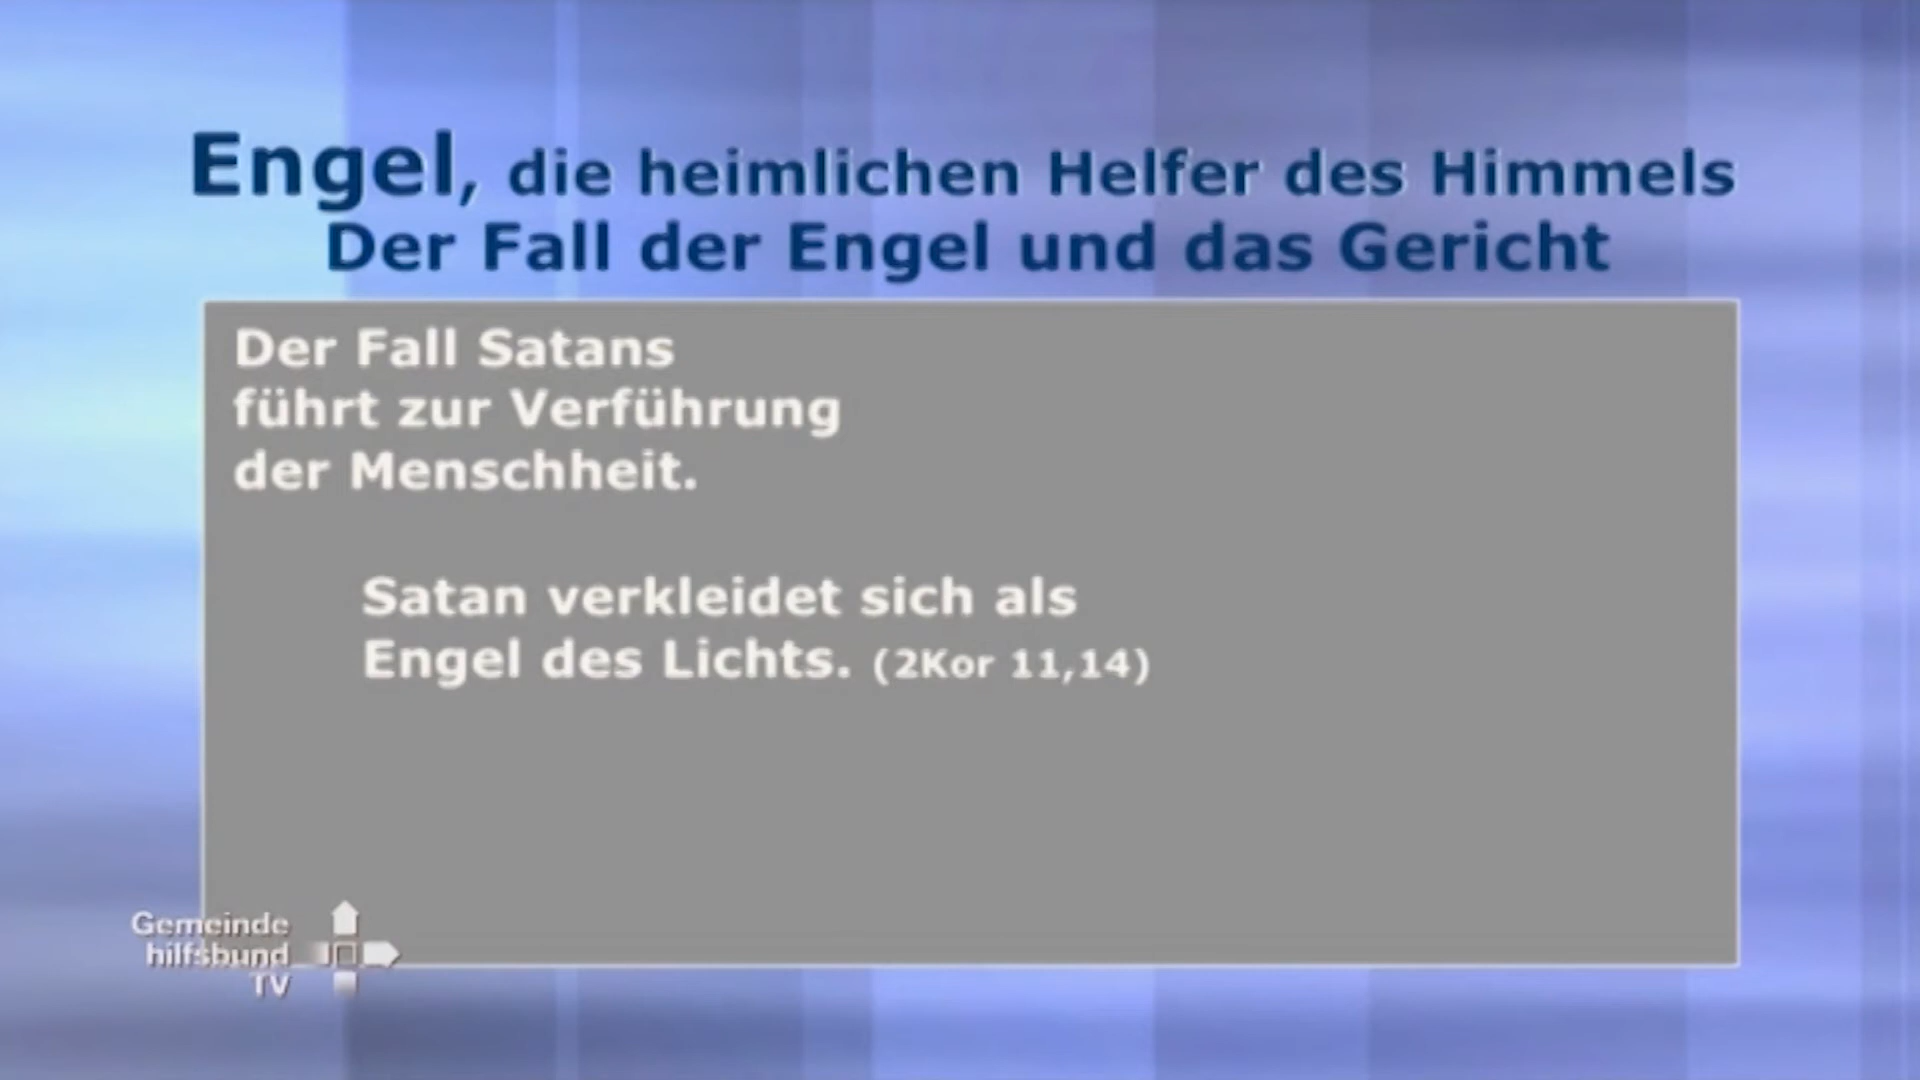 Engel, die heimlichen Helfer des Himmels
Der Fall der Engel und das Gericht
Der Fall Satans
führt zur Verführung
der Menschheit.
Satan verkleidet sich als
Engel des Lichts. (2Kor 11,14)
Gemeinde
hilfsbund
TV